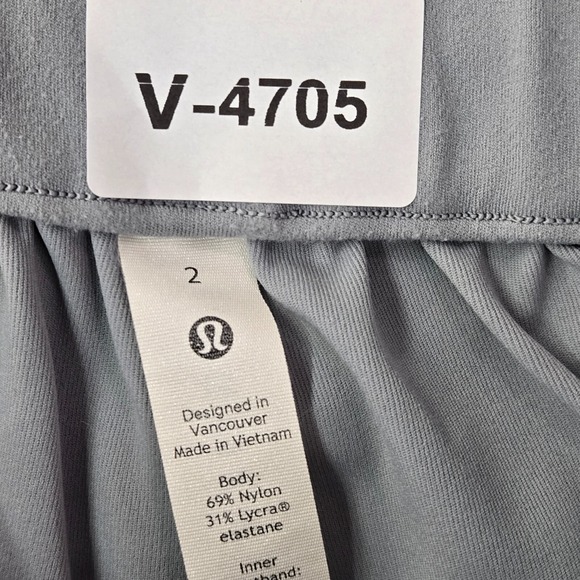 V-4705
2
Designed in
Vancouver
Made in Vietnam
Body:
69% Nylon
31% Lycra®
elastane
Inner